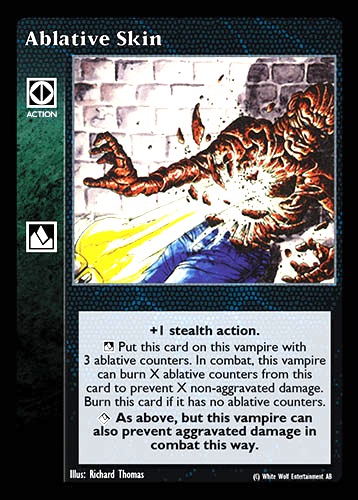 Ablative Skin
ACTION
+1 stealth action.
Put this card on this vampire with
3 ablative counters. In combat, this vampire
can burn X ablative counters from this
card to prevent X non-aggravated damage.
Burn this card if it has no ablative counters.
As above, but this vampire can
also prevent aggravated damage in
combat this way.
Illus: Richard Thomas
(C) White Wolf Entertainment AB